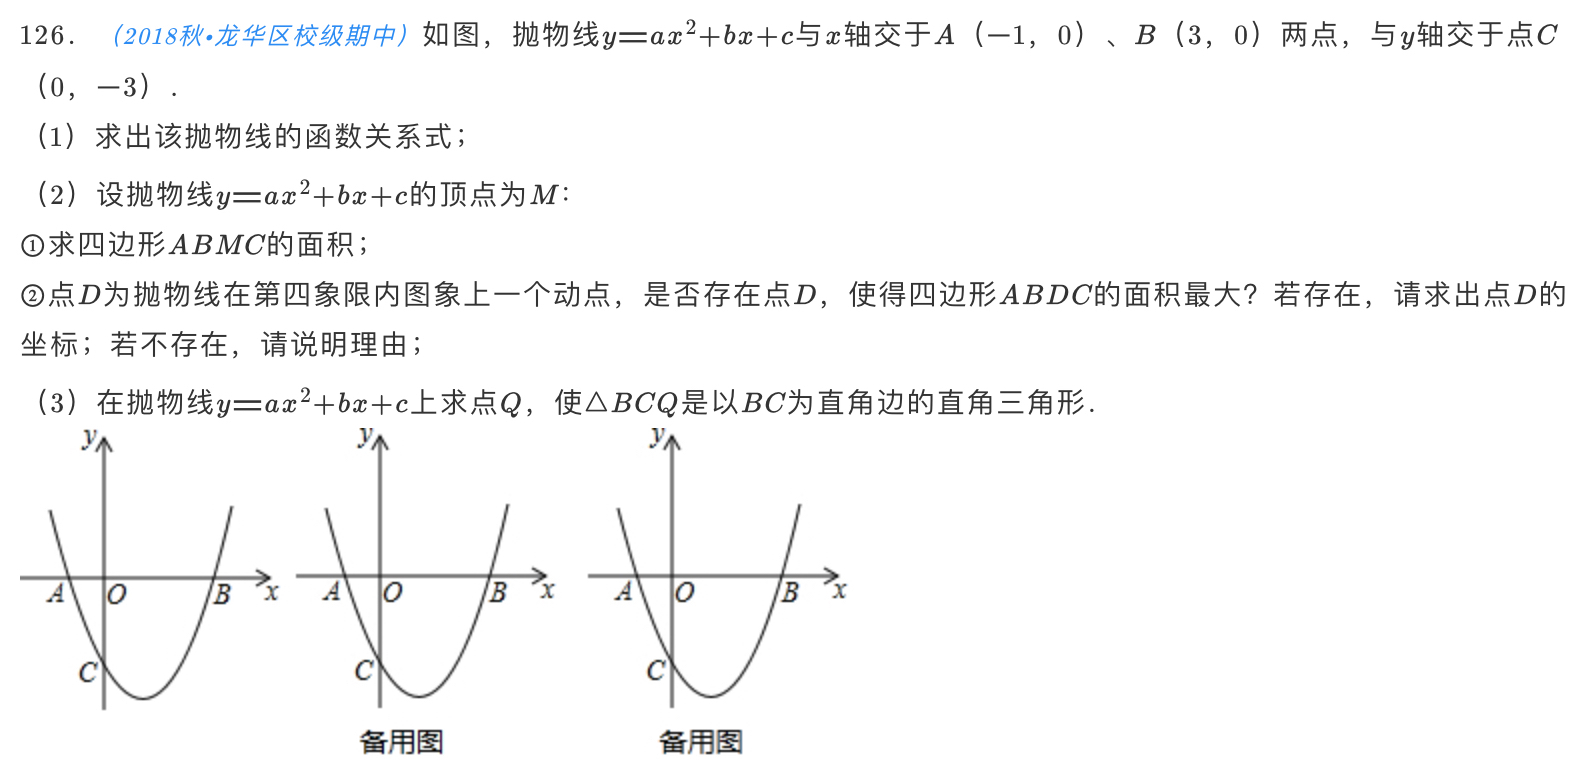 126. （2018秋•龙华区校级期中）如图，抛物线y=ax²+bx+c与x轴交于A（−1，0）、B（3，0）两点，与y轴交于点C
（0，−3）.
（1）求出该抛物线的函数关系式；
（2）设抛物线y=ax²+bx+c的顶点为M：
①求四边形ABMC的面积；
②点D为抛物线在第四象限内图象上一个动点，是否存在点D，使得四边形ABDC的面积最大？若存在，请求出点D的
坐标；若不存在，请说明理由；
（3）在抛物线y=ax²+bx+c上求点Q，使△BCQ是以BC为直角边的直角三角形.
y y y
A O B x A O B x A O B x
C C C
备用图 备用图